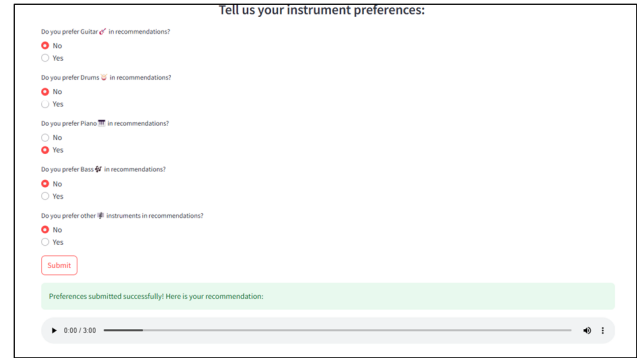 Tell us your instrument preferences:
Do you prefer Guitar 🎸 in recommendations?
No
Yes
Do you prefer Drums 🥁 in recommendations?
No
Yes
Do you prefer Piano 🎹 in recommendations?
No
Yes
Do you prefer Bass 🎻 in recommendations?
No
Yes
Do you prefer other 🪗 instruments in recommendations?
No
Yes
Submit
Preferences submitted successfully! Here is your recommendation:
0:00 / 3:00